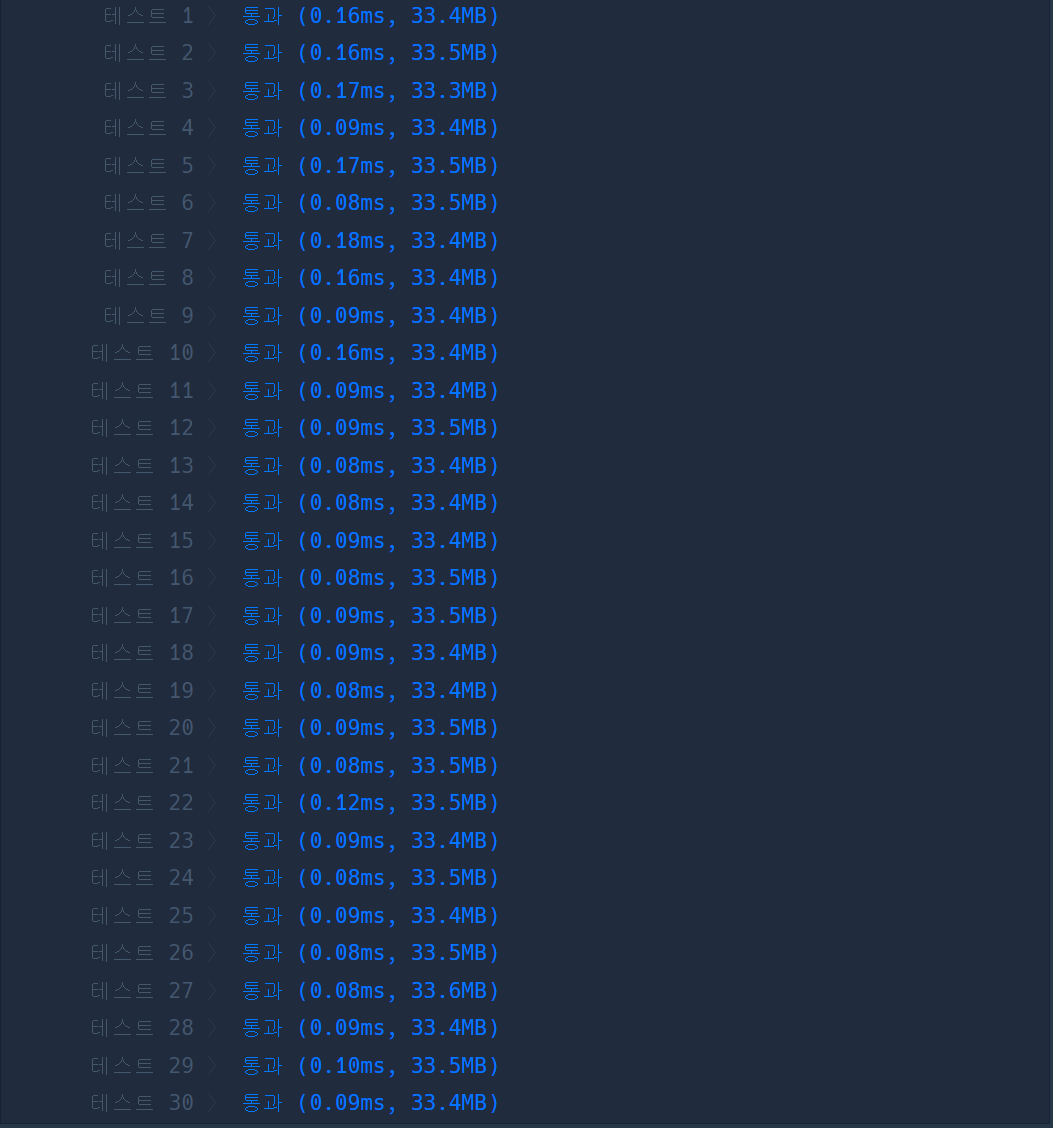 테스트 1 〉 통과 (0.16ms, 33.4MB)
테스트 2 〉 통과 (0.16ms, 33.5MB)
테스트 3 〉 통과 (0.17ms, 33.3MB)
테스트 4 〉 통과 (0.09ms, 33.4MB)
테스트 5 〉 통과 (0.17ms, 33.5MB)
테스트 6 〉 통과 (0.08ms, 33.5MB)
테스트 7 〉 통과 (0.18ms, 33.4MB)
테스트 8 〉 통과 (0.16ms, 33.4MB)
테스트 9 〉 통과 (0.09ms, 33.4MB)
테스트 10 〉 통과 (0.16ms, 33.4MB)
테스트 11 〉 통과 (0.09ms, 33.4MB)
테스트 12 〉 통과 (0.09ms, 33.5MB)
테스트 13 〉 통과 (0.08ms, 33.4MB)
테스트 14 〉 통과 (0.08ms, 33.4MB)
테스트 15 〉 통과 (0.09ms, 33.4MB)
테스트 16 〉 통과 (0.08ms, 33.5MB)
테스트 17 〉 통과 (0.09ms, 33.5MB)
테스트 18 〉 통과 (0.09ms, 33.4MB)
테스트 19 〉 통과 (0.08ms, 33.4MB)
테스트 20 〉 통과 (0.09ms, 33.5MB)
테스트 21 〉 통과 (0.08ms, 33.5MB)
테스트 22 〉 통과 (0.12ms, 33.5MB)
테스트 23 〉 통과 (0.09ms, 33.4MB)
테스트 24 〉 통과 (0.08ms, 33.5MB)
테스트 25 〉 통과 (0.09ms, 33.4MB)
테스트 26 〉 통과 (0.08ms, 33.5MB)
테스트 27 〉 통과 (0.08ms, 33.6MB)
테스트 28 〉 통과 (0.09ms, 33.4MB)
테스트 29 〉 통과 (0.10ms, 33.5MB)
테스트 30 〉 통과 (0.09ms, 33.4MB)